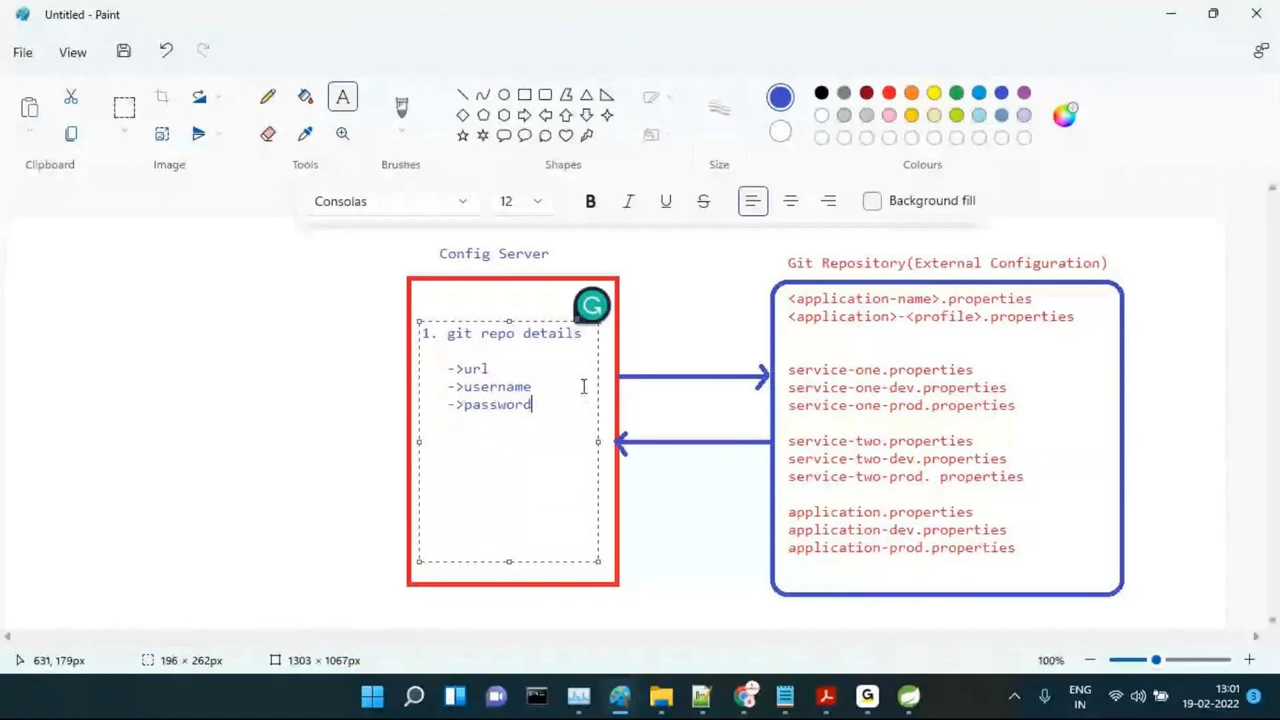 Untitled - Paint
File
View
A
Clipboard
Image
Tools
Brushes
Shapes
Size
Colours
Consolas
12
B
I
U
S
Background fill
Config Server
Git Repository(External Configuration)
1. git repo details
->url
->username
->password
<application-name>.properties
<application>-<profile>.properties
service-one.properties
service-one-dev.properties
service-one-prod.properties
service-two.properties
service-two-dev.properties
service-two-prod. properties
application.properties
application-dev.properties
application-prod.properties
631, 179px
196 × 262px
1303 × 1067px
100%
ENG
IN
13:01
19-02-2022
3